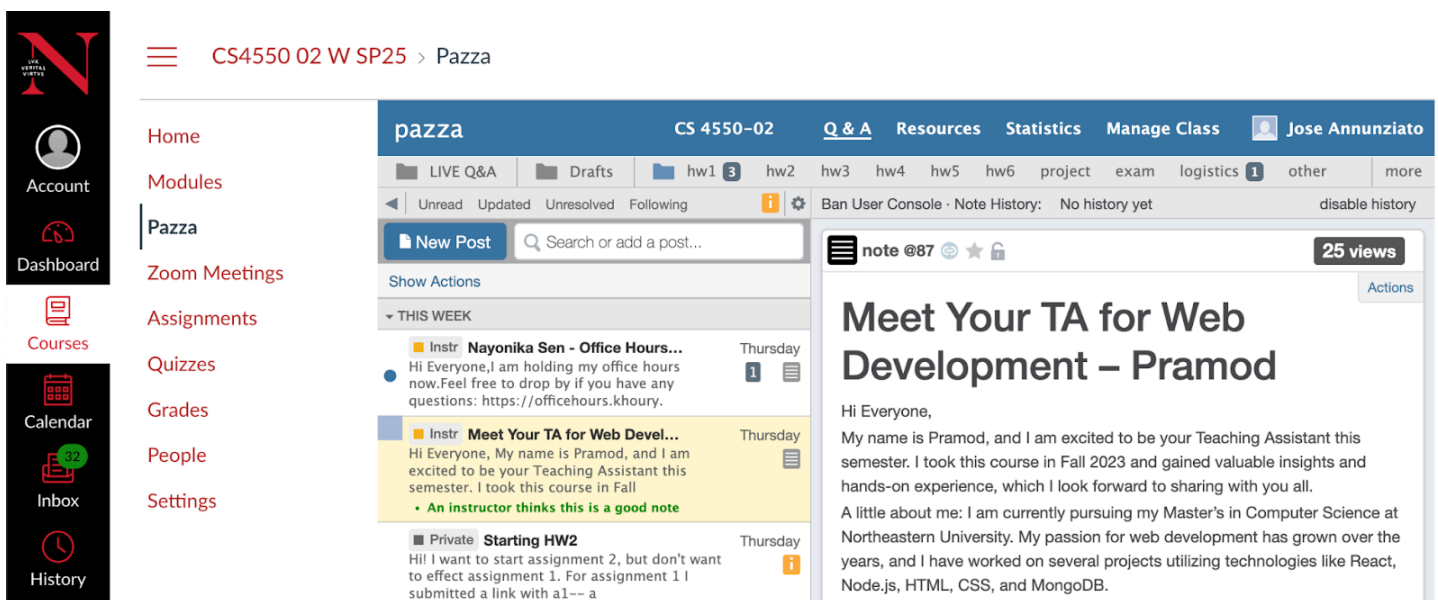 LVX
VERITAS
VIRTVS
N
Account
Dashboard
Courses
Calendar
32
Inbox
History
CS4550 02 W SP25 > Pazza
Home
Modules
Pazza
Zoom Meetings
Assignments
Quizzes
Grades
People
Settings
pazza CS 4550-02 Q & A Resources Statistics Manage Class Jose Annunziato
LIVE Q&A Drafts hw1 3 hw2 hw3 hw4 hw5 hw6 project exam logistics 1 other more
Unread Updated Unresolved Following i
New Post Search or add a post...
Show Actions
THIS WEEK
Instr Nayonika Sen - Office Hours... Thursday
Hi Everyone,I am holding my office hours 1
now.Feel free to drop by if you have any
questions: https://officehours.khoury.
Instr Meet Your TA for Web Devel... Thursday
Hi Everyone, My name is Pramod, and I am
excited to be your Teaching Assistant this
semester. I took this course in Fall
• An instructor thinks this is a good note
Private Starting HW2 Thursday
Hi! I want to start assignment 2, but don't want
to effect assignment 1. For assignment 1 I i
submitted a link with a1-- a
Ban User Console · Note History: No history yet disable history
note @87 25 views
Actions
Meet Your TA for Web
Development – Pramod
Hi Everyone,
My name is Pramod, and I am excited to be your Teaching Assistant this
semester. I took this course in Fall 2023 and gained valuable insights and
hands-on experience, which I look forward to sharing with you all.
A little about me: I am currently pursuing my Master's in Computer Science at
Northeastern University. My passion for web development has grown over the
years, and I have worked on several projects utilizing technologies like React,
Node.js, HTML, CSS, and MongoDB.